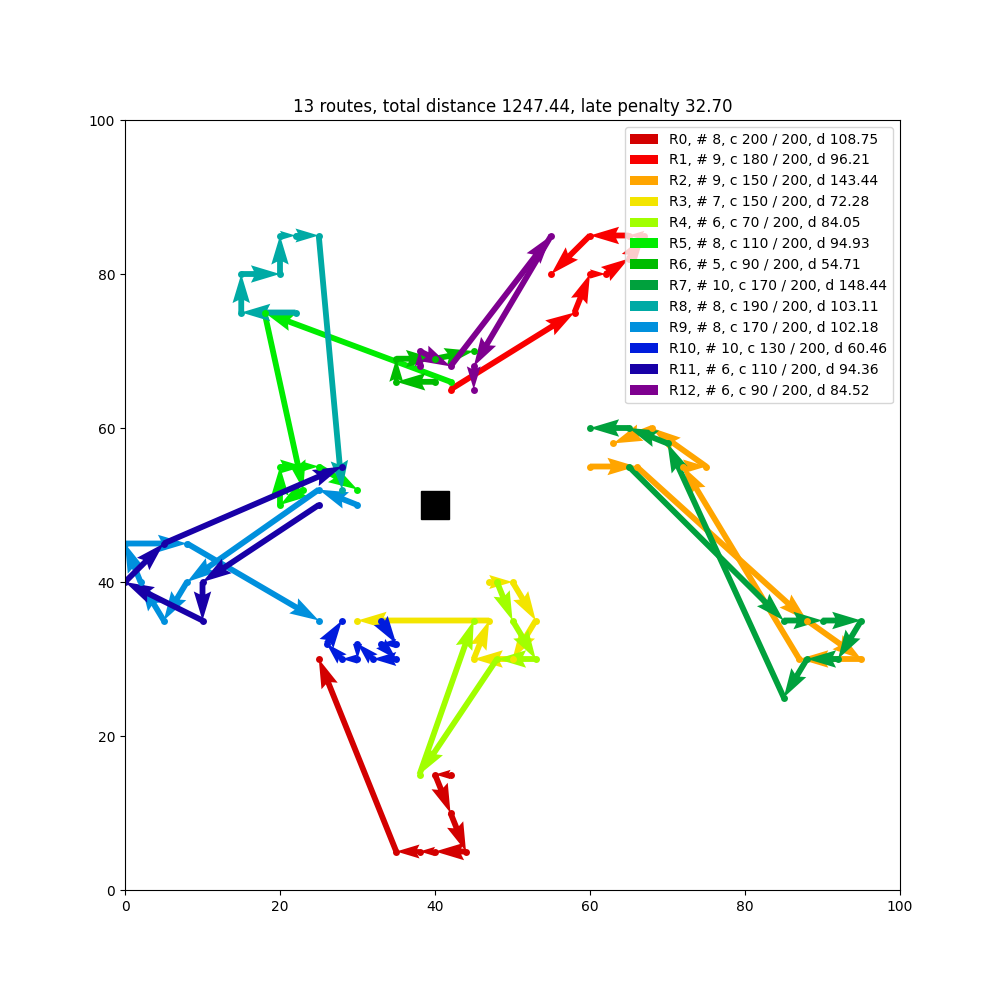 13 routes, total distance 1247.44, late penalty 32.70
100
80
60
40
20
0
0 20 40 60 80 100
R0, # 8, c 200 / 200, d 108.75
R1, # 9, c 180 / 200, d 96.21
R2, # 9, c 150 / 200, d 143.44
R3, # 7, c 150 / 200, d 72.28
R4, # 6, c 70 / 200, d 84.05
R5, # 8, c 110 / 200, d 94.93
R6, # 5, c 90 / 200, d 54.71
R7, # 10, c 170 / 200, d 148.44
R8, # 8, c 190 / 200, d 103.11
R9, # 8, c 170 / 200, d 102.18
R10, # 10, c 130 / 200, d 60.46
R11, # 6, c 110 / 200, d 94.36
R12, # 6, c 90 / 200, d 84.52